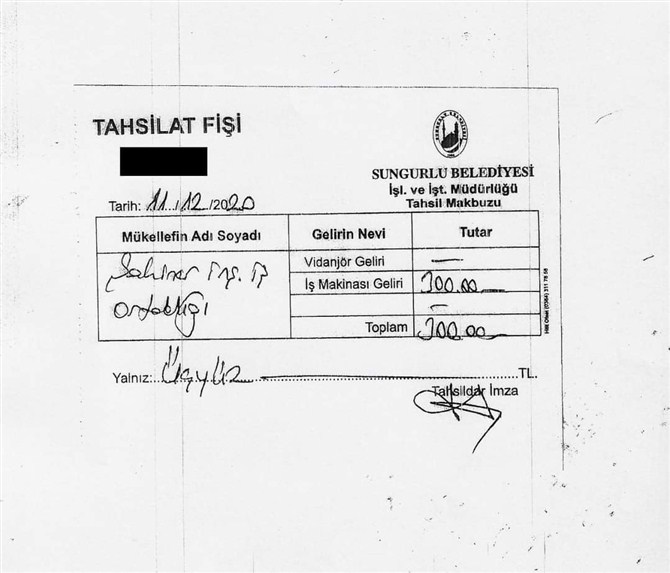 TAHSİLAT FİŞİ
SUNGURLU BELEDİYESİ
İşl. ve İşt. Müdürlüğü
Tahsil Makbuzu
Tarih: 11/12/2020
Mükellefin Adı Soyadı Gelirin Nevi Tutar
Vidanjör Geliri —
Şahiner İnş. İş
İş Makinası Geliri 300.00
Ortaklığı
—
Toplam 300.00
Yalnız: Üçyüz TL.
Tahsildar İmza